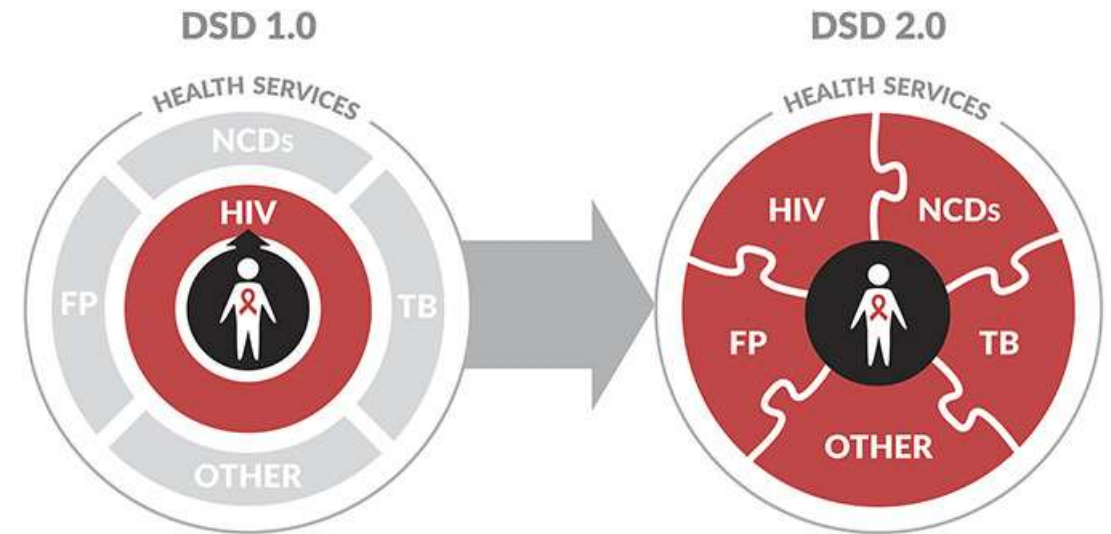 DSD 1.0
HEALTH SERVICES
NCDs
HIV
FP
TB
OTHER
DSD 2.0
HEALTH SERVICES
HIV
NCDs
FP
TB
OTHER